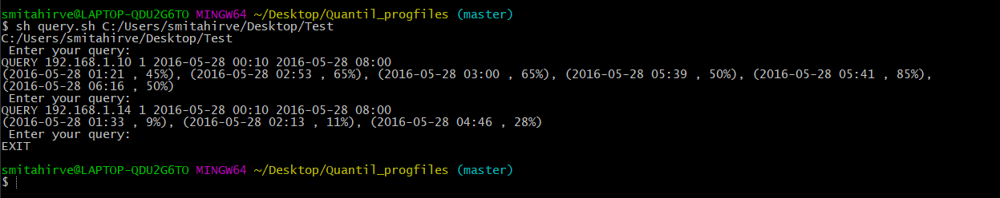 smitahirve@LAPTOP-QDU2G6TO MINGW64 ~/Desktop/Quantil_progfiles (master)
$ sh query.sh C:/Users/smitahirve/Desktop/Test
C:/Users/smitahirve/Desktop/Test
 Enter your query:
QUERY 192.168.1.10 1 2016-05-28 00:10 2016-05-28 08:00
(2016-05-28 01:21 , 45%), (2016-05-28 02:53 , 65%), (2016-05-28 03:00 , 65%), (2016-05-28 05:39 , 50%), (2016-05-28 05:41 , 85%),
(2016-05-28 06:16 , 50%)
 Enter your query:
QUERY 192.168.1.14 1 2016-05-28 00:10 2016-05-28 08:00
(2016-05-28 01:33 , 9%), (2016-05-28 02:13 , 11%), (2016-05-28 04:46 , 28%)
 Enter your query:
EXIT
smitahirve@LAPTOP-QDU2G6TO MINGW64 ~/Desktop/Quantil_progfiles (master)
$